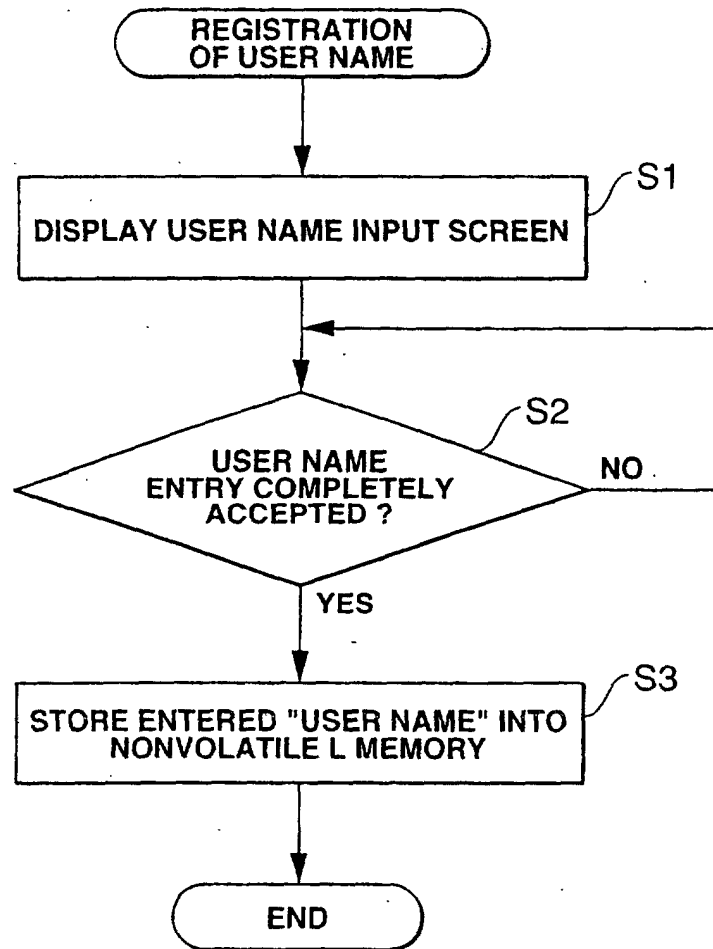 REGISTRATION
OF USER NAME
S1
DISPLAY USER NAME INPUT SCREEN
S2
USER NAME
ENTRY COMPLETELY
ACCEPTED ?
NO
YES
S3
STORE ENTERED "USER NAME" INTO
NONVOLATILE L MEMORY
END